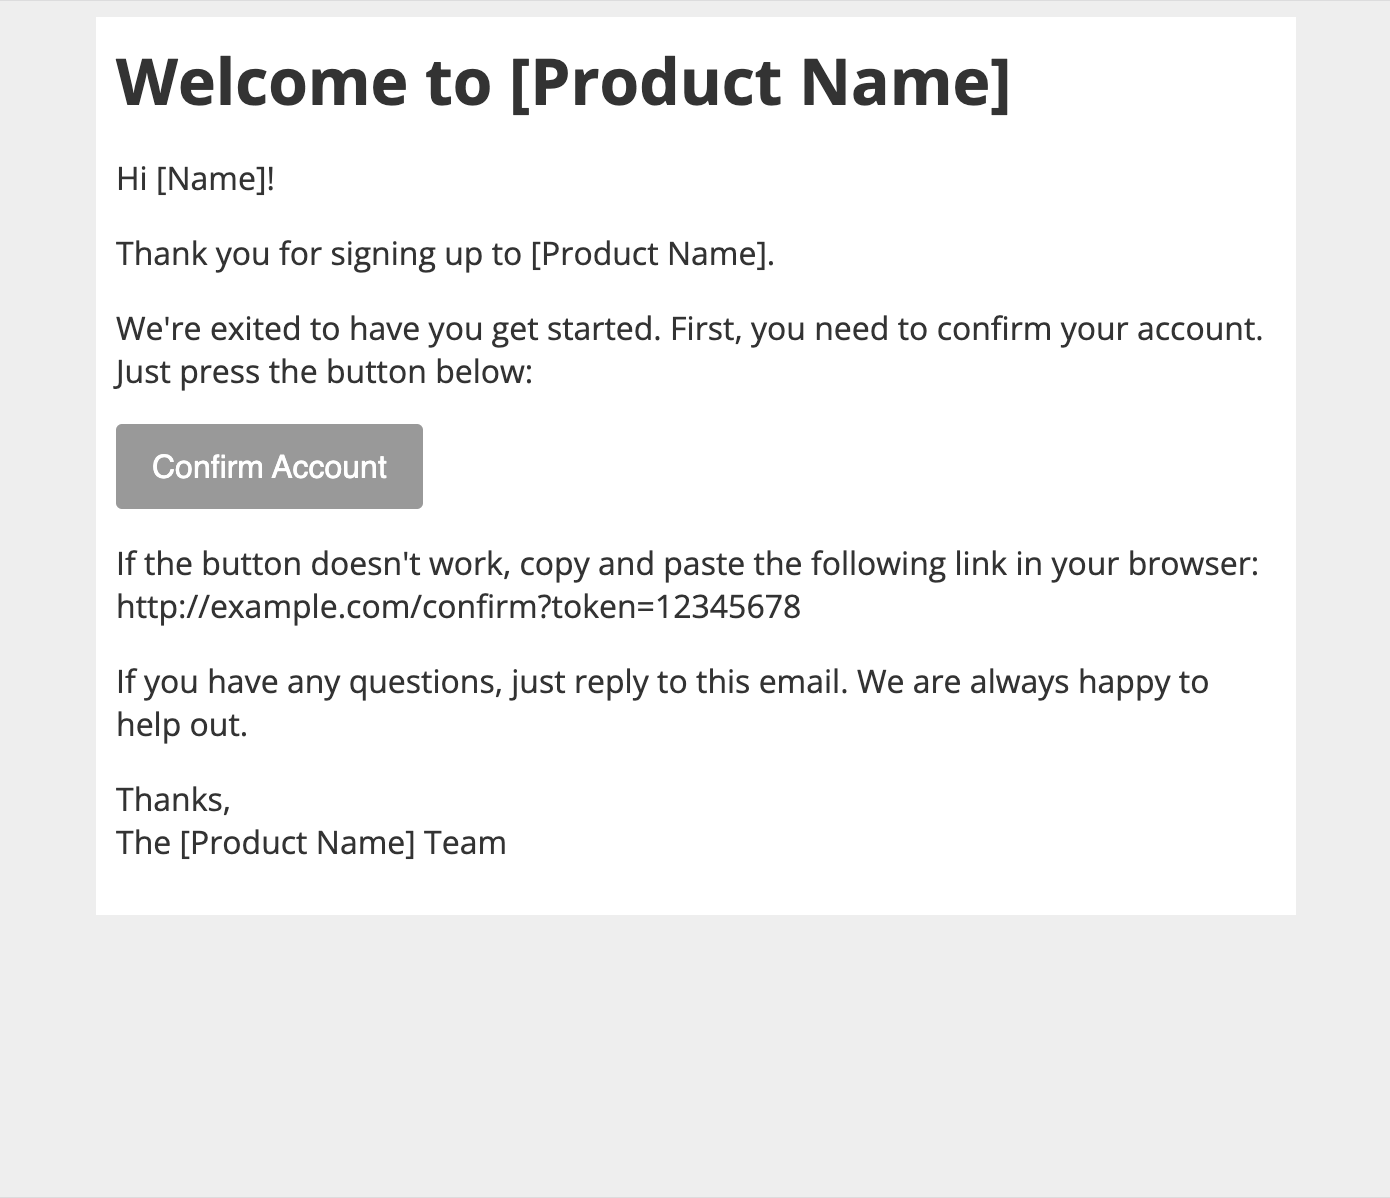 Welcome to [Product Name]
Hi [Name]!
Thank you for signing up to [Product Name].
We're exited to have you get started. First, you need to confirm your account.
Just press the button below:
Confirm Account
If the button doesn't work, copy and paste the following link in your browser:
http://example.com/confirm?token=12345678
If you have any questions, just reply to this email. We are always happy to
help out.
Thanks,
The [Product Name] Team